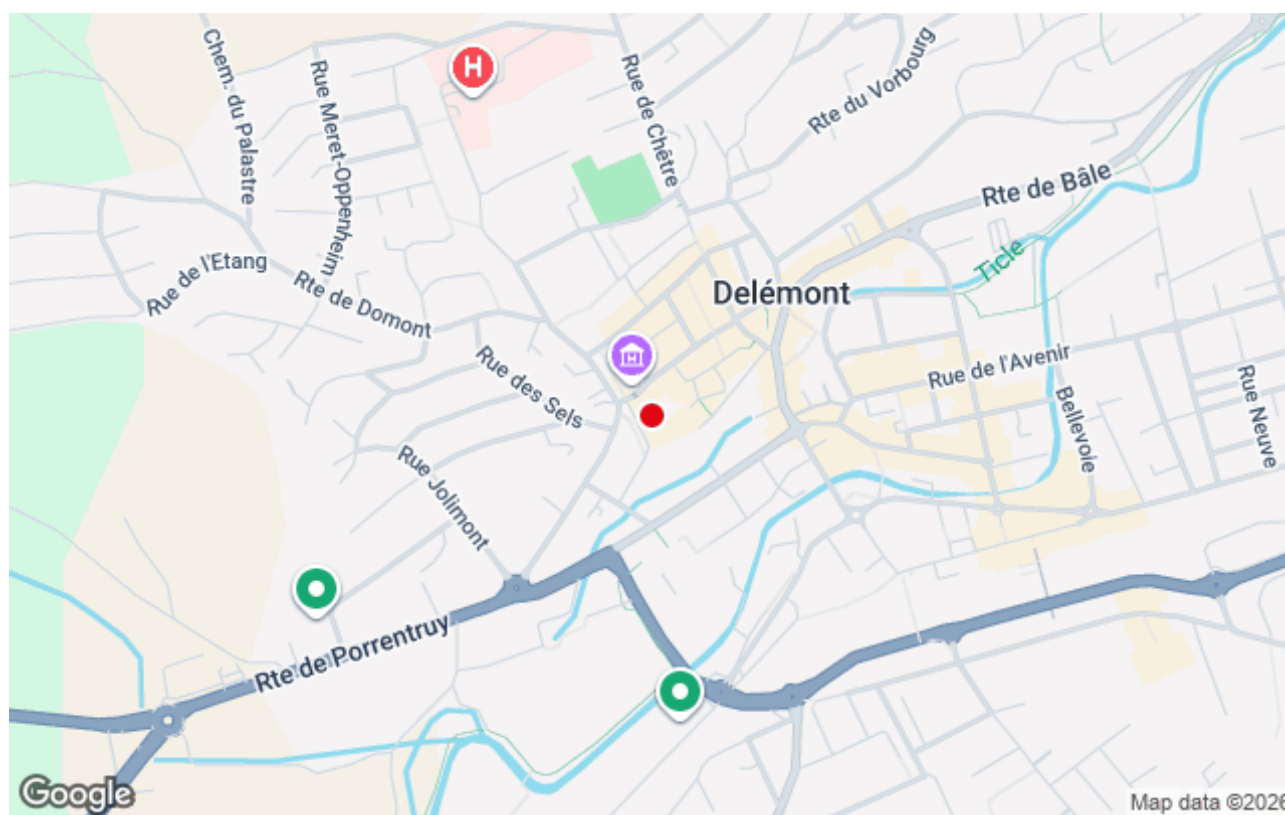 Chem. du Palastre
Rue Meret-Oppenheim
H
Rue de Chêtre
Rte du Vorbourg
Rte de Bâle
Rue de l'Etang
Rte de Domont
Delémont
Ticle
Rue des Sels
Rue de l'Avenir
Bellevoie
Rue Neuve
Rue Jolimont
Rte de Porrentruy
Google
Map data ©2026